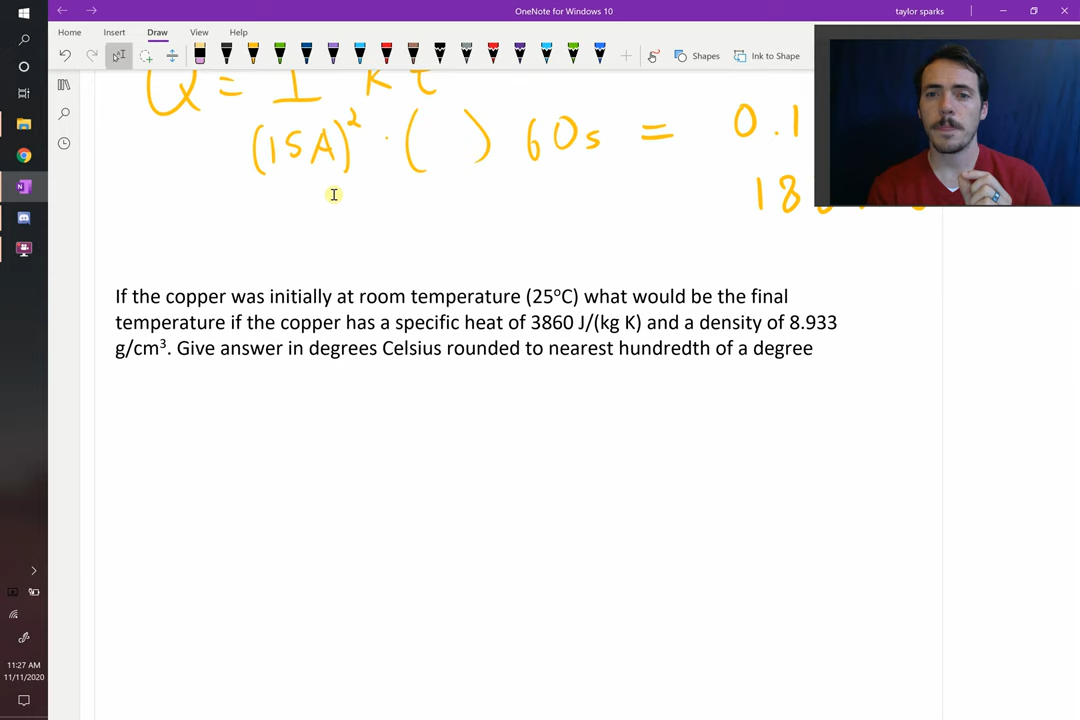 OneNote for Windows 10
taylor sparks
Home
Insert
Draw
View
Help
Shapes
Ink to Shape
Q = I R t
(15A)² · ( ) 60s = 0.1
18
If the copper was initially at room temperature (25ºC) what would be the final
temperature if the copper has a specific heat of 3860 J/(kg K) and a density of 8.933
g/cm³. Give answer in degrees Celsius rounded to nearest hundredth of a degree
11:27 AM
11/11/2020